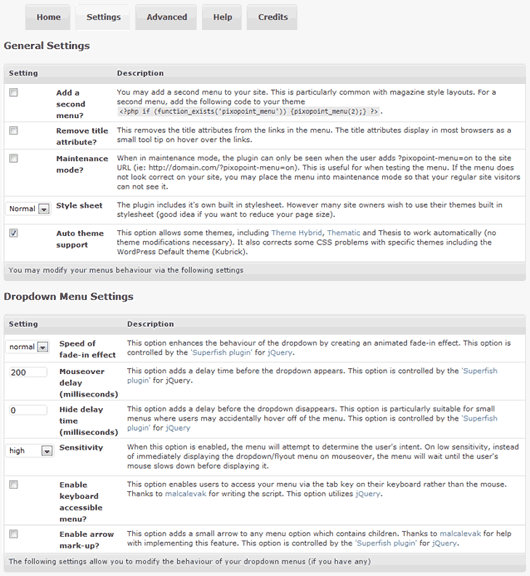 Home Settings Advanced Help Credits
General Settings
Setting Description
Add a second menu?
You may add a second menu to your site. This is particularly common with magazine style layouts. For a
second menu, add the following code to your theme
<?php if (function_exists('pixopoint_menu')) {pixopoint_menu(2);} ?>.
Remove title attribute?
This removes the title attributes from the links in the menu. The title attributes display in most browsers as a
small tool tip on hover over the links.
Maintenance mode?
When in maintenance mode, the plugin can only be seen when the user adds ?pixopoint-menu=on to the site
URL (ie: http://domain.com/?pixopoint-menu=on). This is useful for when testing the menu. If the menu does
not look correct on your site, you may place the menu into maintenance mode so that your regular site visitors
can not see it.
Normal Style sheet
The plugin includes it's own built in stylesheet. However many site owners wish to use their themes built in
stylesheet (good idea if you want to reduce your page size).
Auto theme support
This option allows some themes, including Theme Hybrid, Thematic and Thesis to work automatically (no
theme modifications necessary). It also corrects some CSS problems with specific themes including the
WordPress Default theme (Kubrick).
You may modify your menus behaviour via the following settings
Dropdown Menu Settings
Setting Description
normal Speed of fade-in effect
This option enhances the behaviour of the dropdown by creating an animated fade-in effect. This option is
controlled by the 'Superfish plugin' for jQuery.
200 Mouseover delay (milliseconds)
This option adds a delay time before the dropdown appears. This option is controlled by the 'Superfish
plugin' for jQuery.
0 Hide delay time (milliseconds)
This option adds a delay before the dropdown disappears. This option is particularly suitable for small
menus where users may accidentally hover off of the menu. This option is controlled by the 'Superfish
plugin' for jQuery
high Sensitivity
When this option is enabled, the menu will attempt to determine the user's intent. On low sensitivity, instead
of immediately displaying the dropdown/flyout menu on mouseover, the menu will wait until the user's
mouse slows down before displaying it.
Enable keyboard accessible menu?
This option enables users to access your menu via the tab key on their keyboard rather than the mouse.
Thanks to malcalevak for writing the script. This option utilizes jQuery.
Enable arrow mark-up?
This option adds a small arrow to any menu option which contains children. Thanks to malcalevak for help
with implementing this feature. This option is controlled by the 'Superfish plugin' for jQuery.
The following settings allow you to modify the behaviour of your dropdown menus (if you have any)